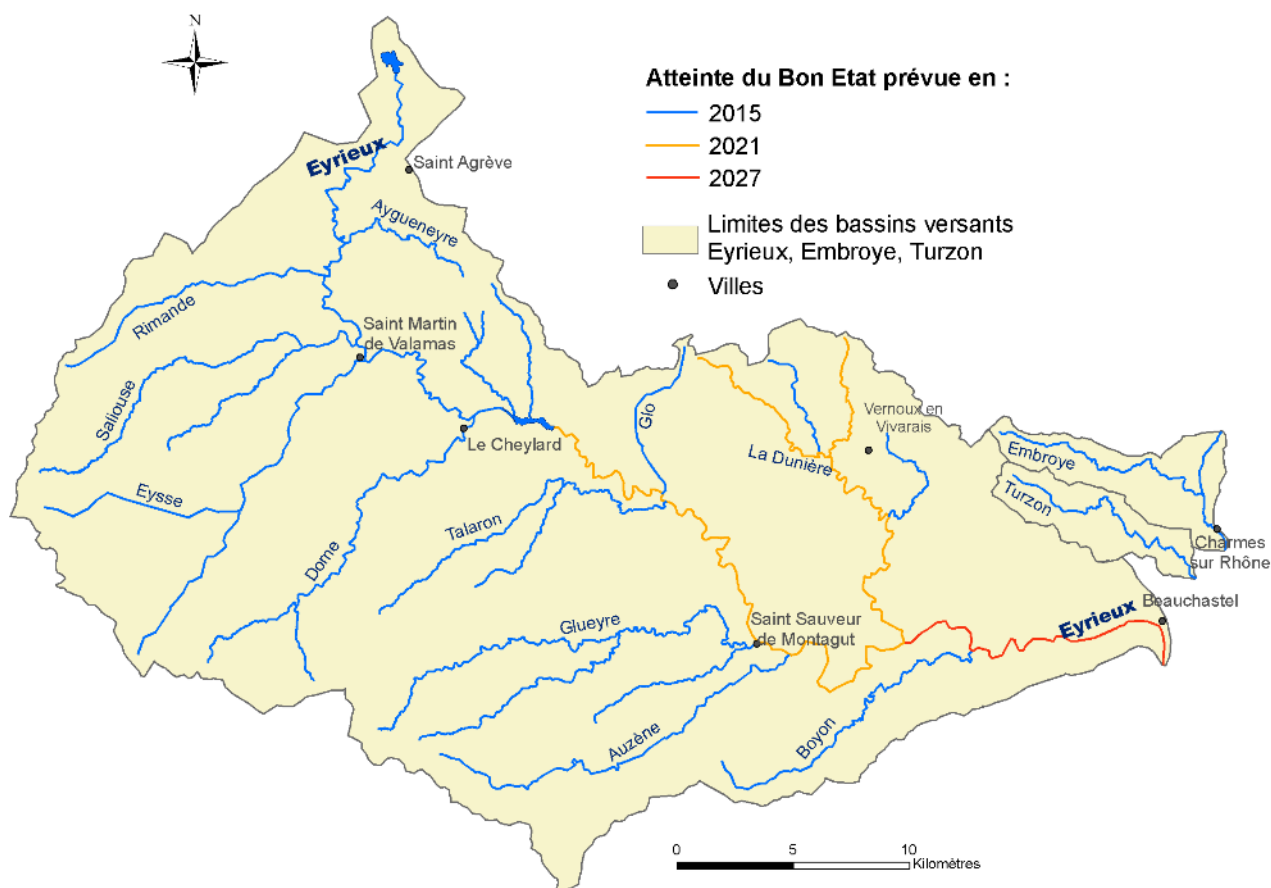 N
Atteinte du Bon Etat prévue en :
2015
2021
2027
Limites des bassins versants
Eyrieux, Embroye, Turzon
Villes
Eyrieux
Saint Agrève
Aygueneyre
Rimande
Saint Martin
de Valamas
Saliouse
Le Cheylard
Glo
Vernoux en
Vivarais
La Dunière
Embroye
Eysse
Turzon
Talaron
Charmes
sur Rhône
Dorne
Beauchastel
Eyrieux
Glueyre
Saint Sauveur
de Montagut
Auzène
Boyon
0 5 10
Kilomètres